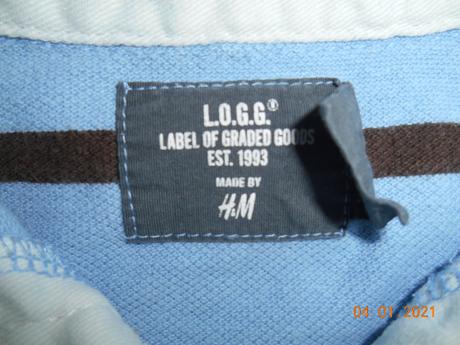 L.O.G.G.®
LABEL OF GRADED GOODS
EST. 1993
MADE BY
H&M
04 01 2021